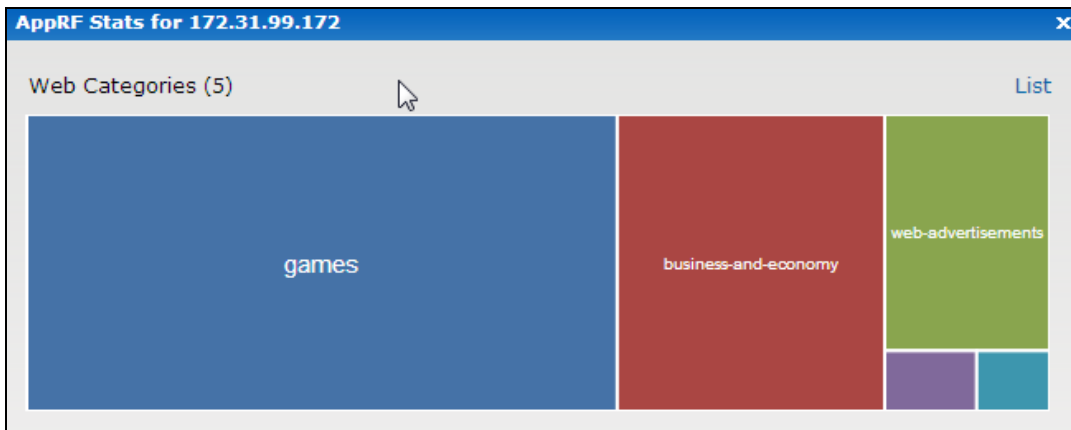 AppRF Stats for 172.31.99.172 x
Web Categories (5) List
games
business-and-economy
web-advertisements